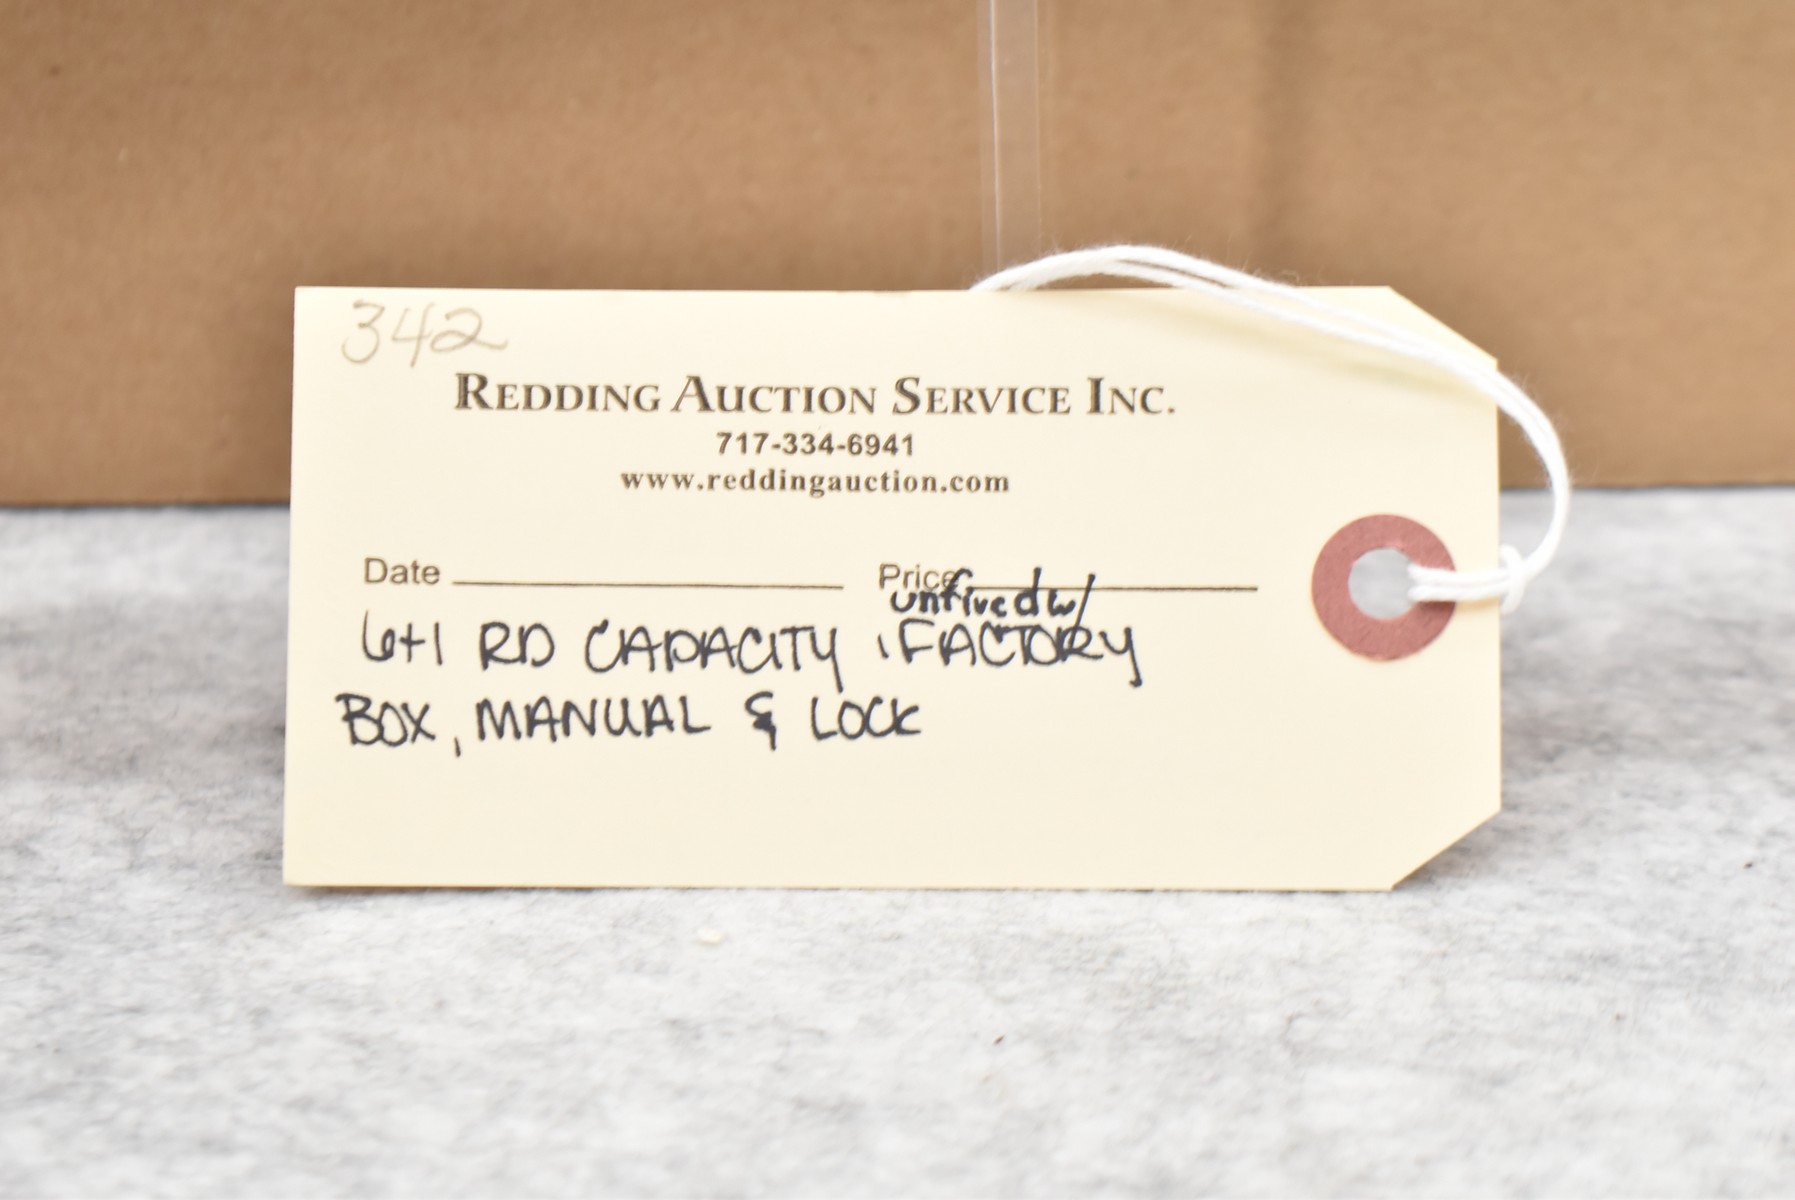 342
REDDING AUCTION SERVICE INC.
717-334-6941
www.reddingauction.com
Date Price
unfired w/
6+1 RD CAPACITY, FACTORY
BOX, MANUAL & LOCK